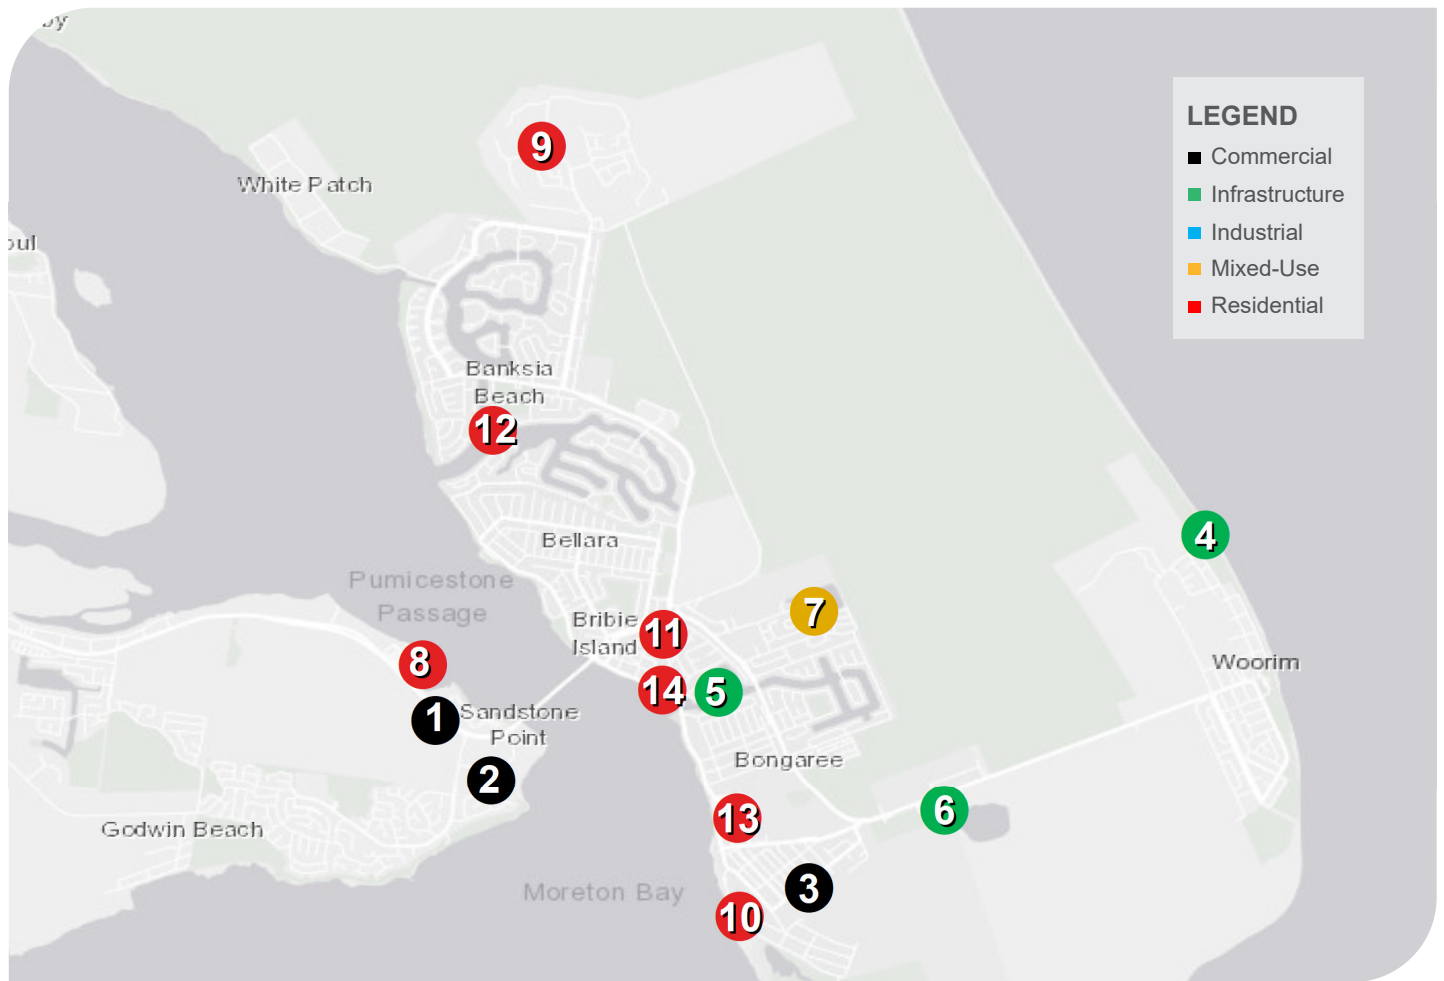 LEGEND
Commercial
Infrastructure
Industrial
Mixed-Use
Residential
9
White Patch
Banksia
Beach
12
4
Bellara
Pumicestone
Passage
7
Bribie
Island
11
8
Woorim
14
5
1
Sandstone
Point
Bongaree
2
6
13
Godwin Beach
3
Moreton Bay
10